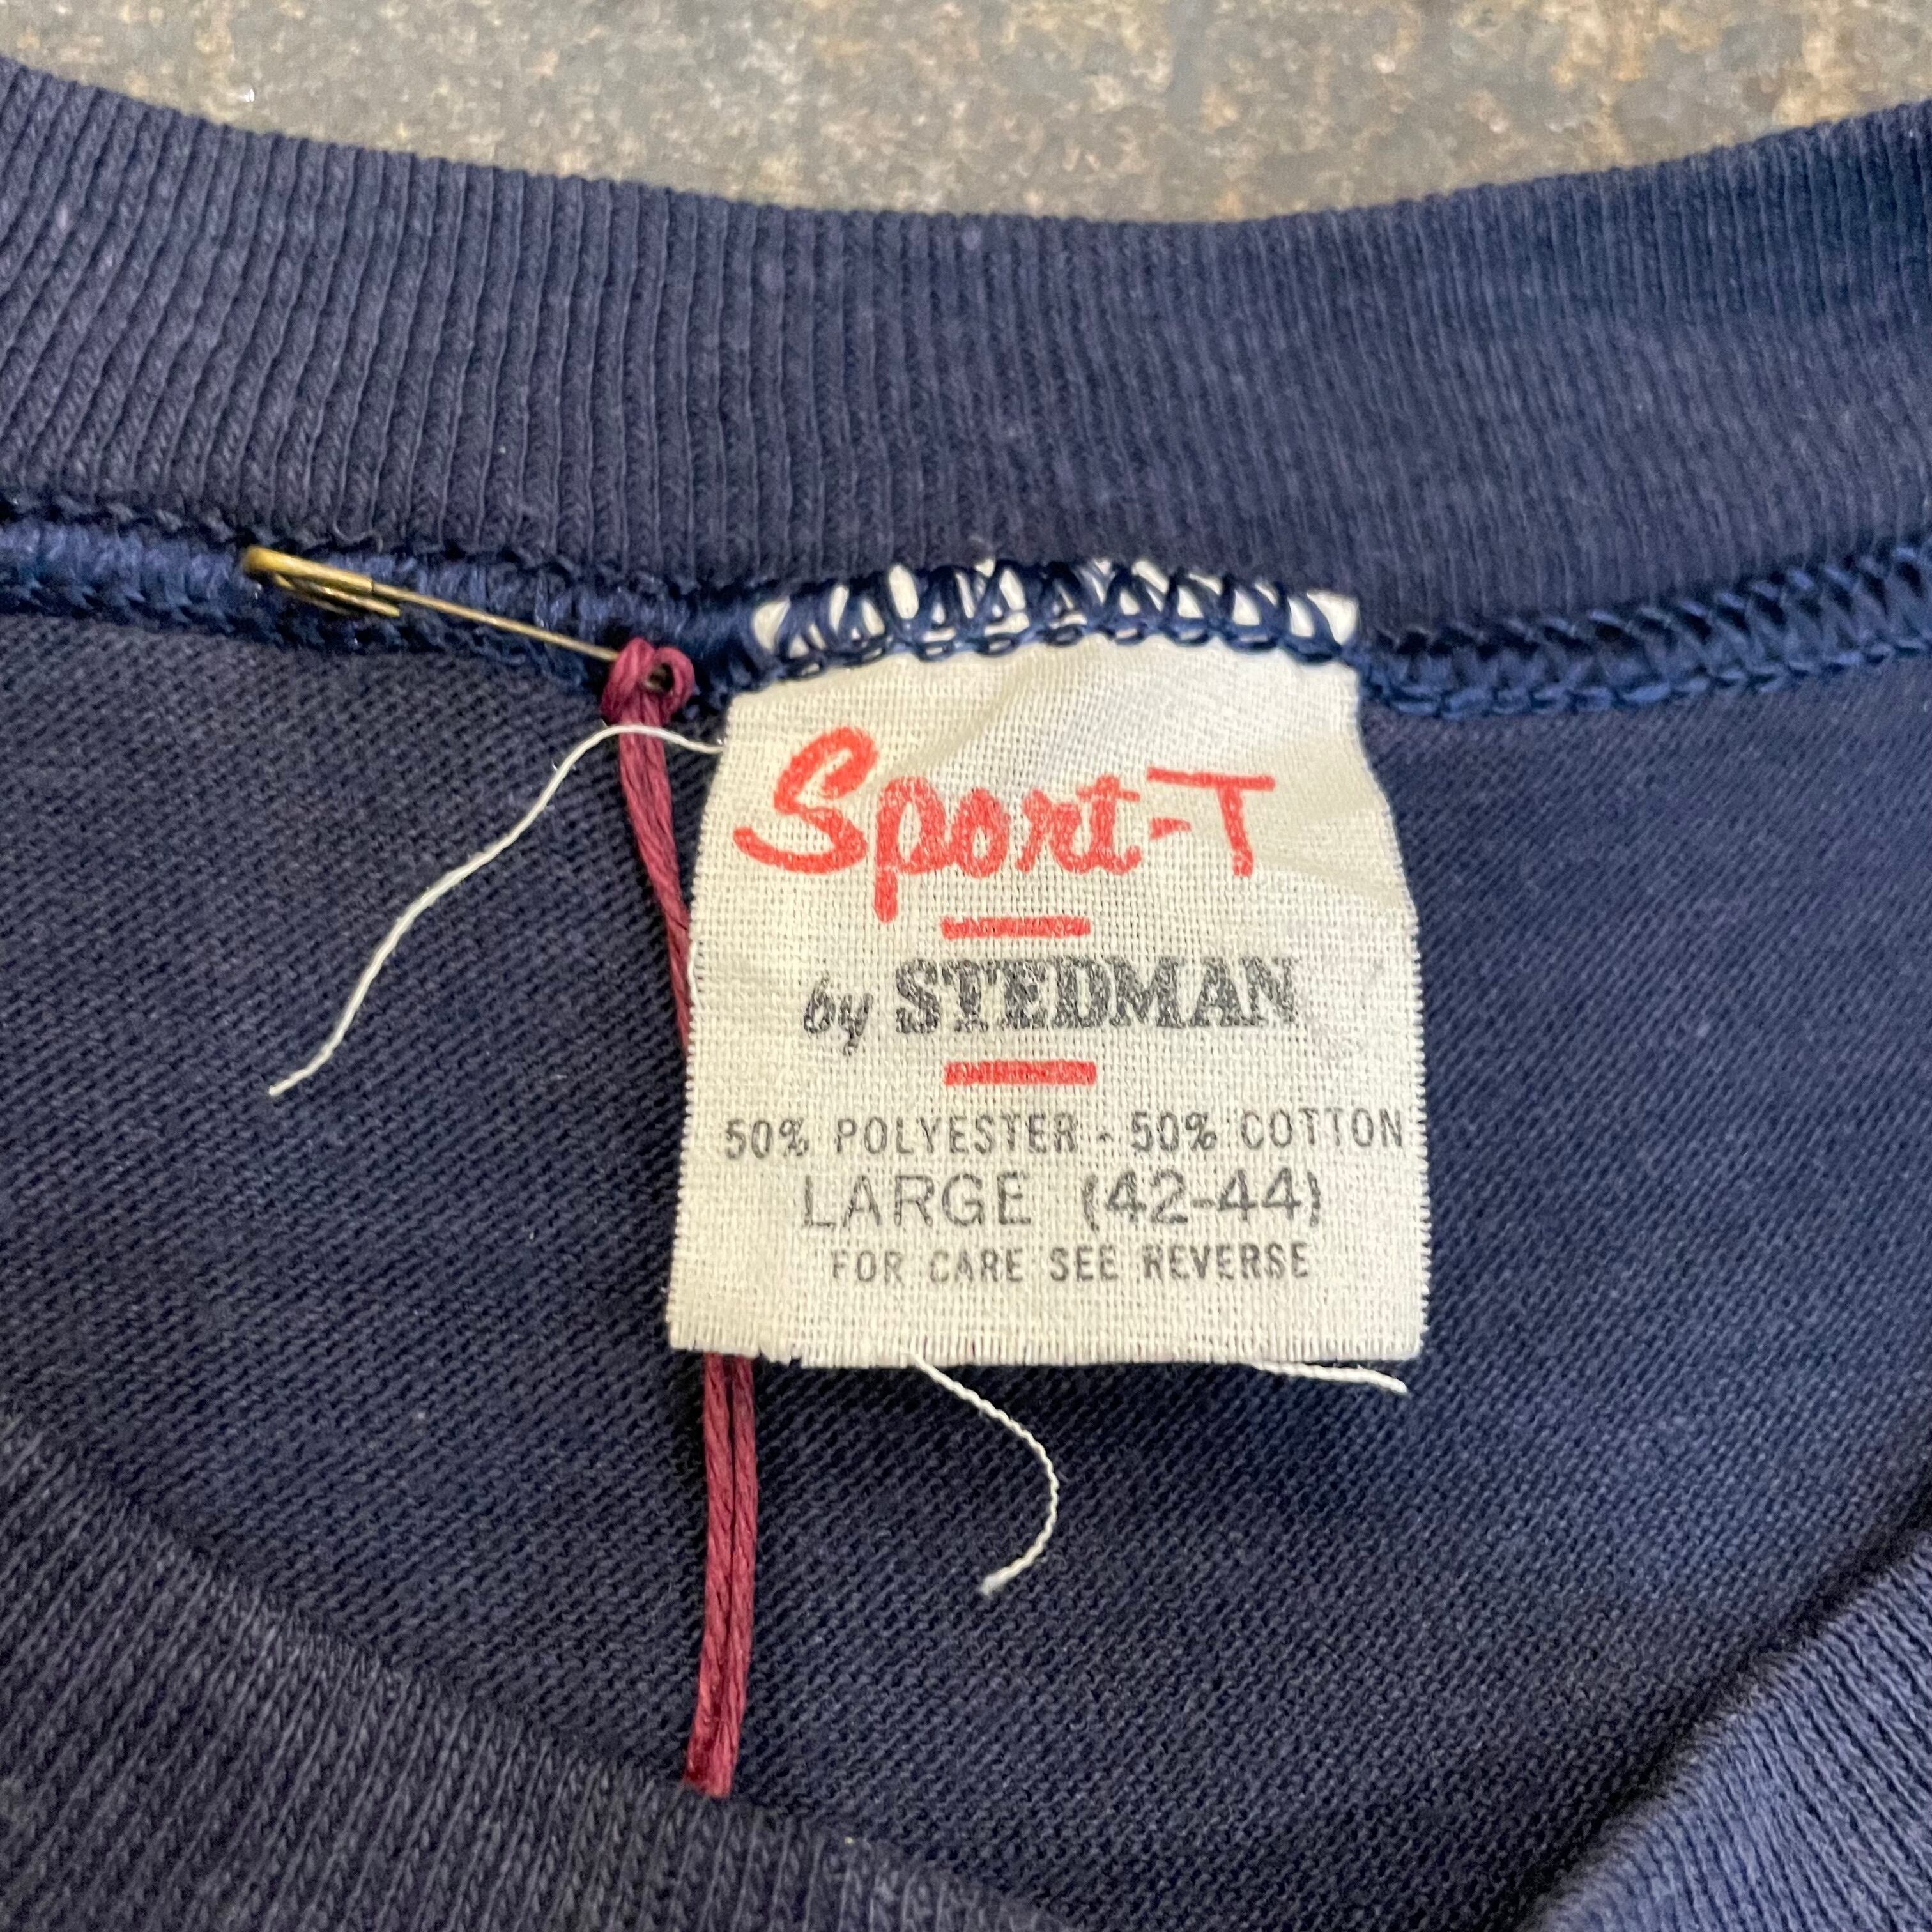 Sport-T
by STEDMAN
50% POLYESTER - 50% COTTON
LARGE (42-44)
FOR CARE SEE REVERSE